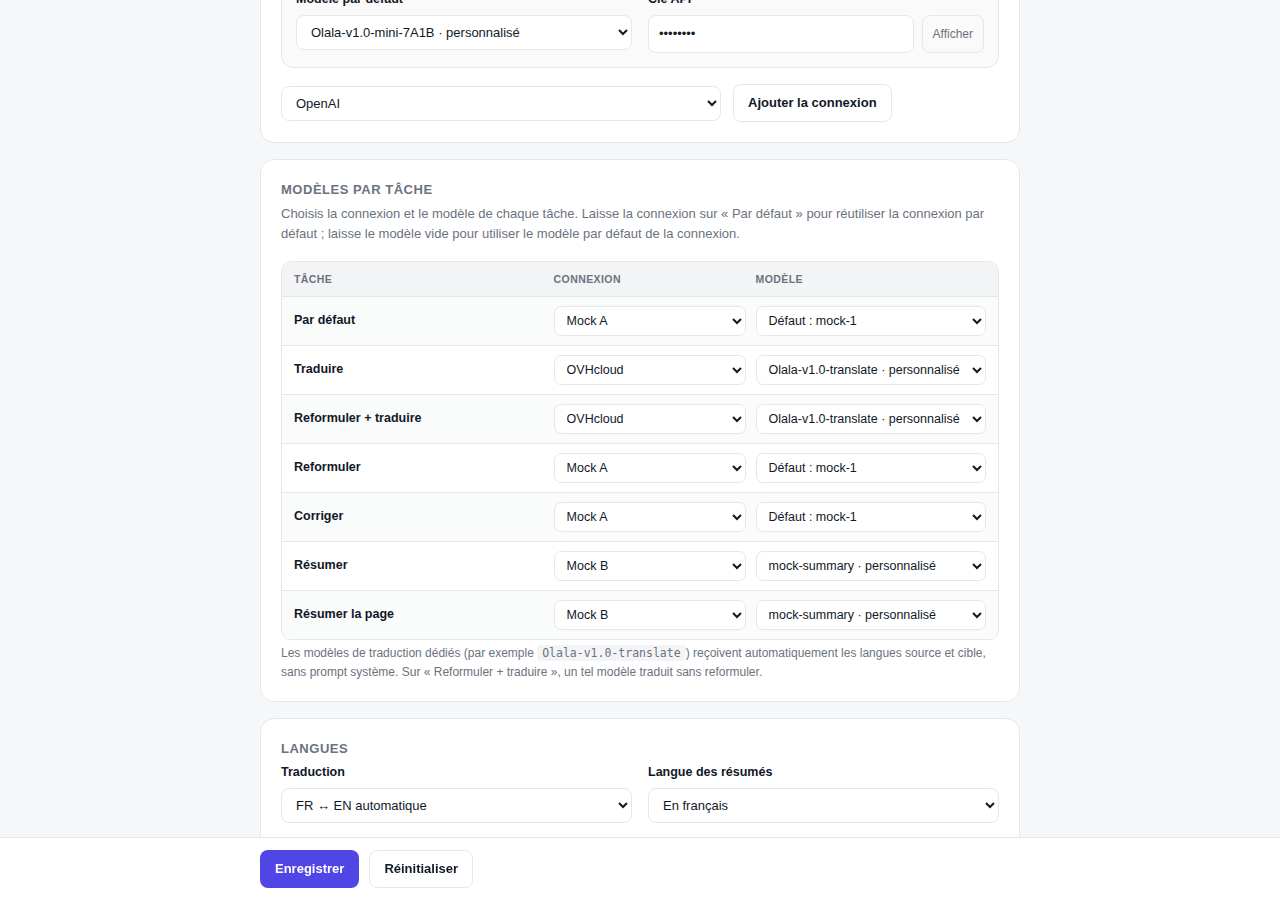 Modèle par défaut Clé API
Olala-v1.0-mini-7A1B · personnalisé •••••••• Afficher
OpenAI Ajouter la connexion
MODÈLES PAR TÂCHE
Choisis la connexion et le modèle de chaque tâche. Laisse la connexion sur « Par défaut » pour réutiliser la connexion par
défaut ; laisse le modèle vide pour utiliser le modèle par défaut de la connexion.
TÂCHE CONNEXION MODÈLE
Par défaut Mock A Défaut : mock-1
Traduire OVHcloud Olala-v1.0-translate · personnalisé
Reformuler + traduire OVHcloud Olala-v1.0-translate · personnalisé
Reformuler Mock A Défaut : mock-1
Corriger Mock A Défaut : mock-1
Résumer Mock B mock-summary · personnalisé
Résumer la page Mock B mock-summary · personnalisé
Les modèles de traduction dédiés (par exemple Olala-v1.0-translate ) reçoivent automatiquement les langues source et cible,
sans prompt système. Sur « Reformuler + traduire », un tel modèle traduit sans reformuler.
LANGUES
Traduction Langue des résumés
FR ↔ EN automatique En français
Enregistrer Réinitialiser